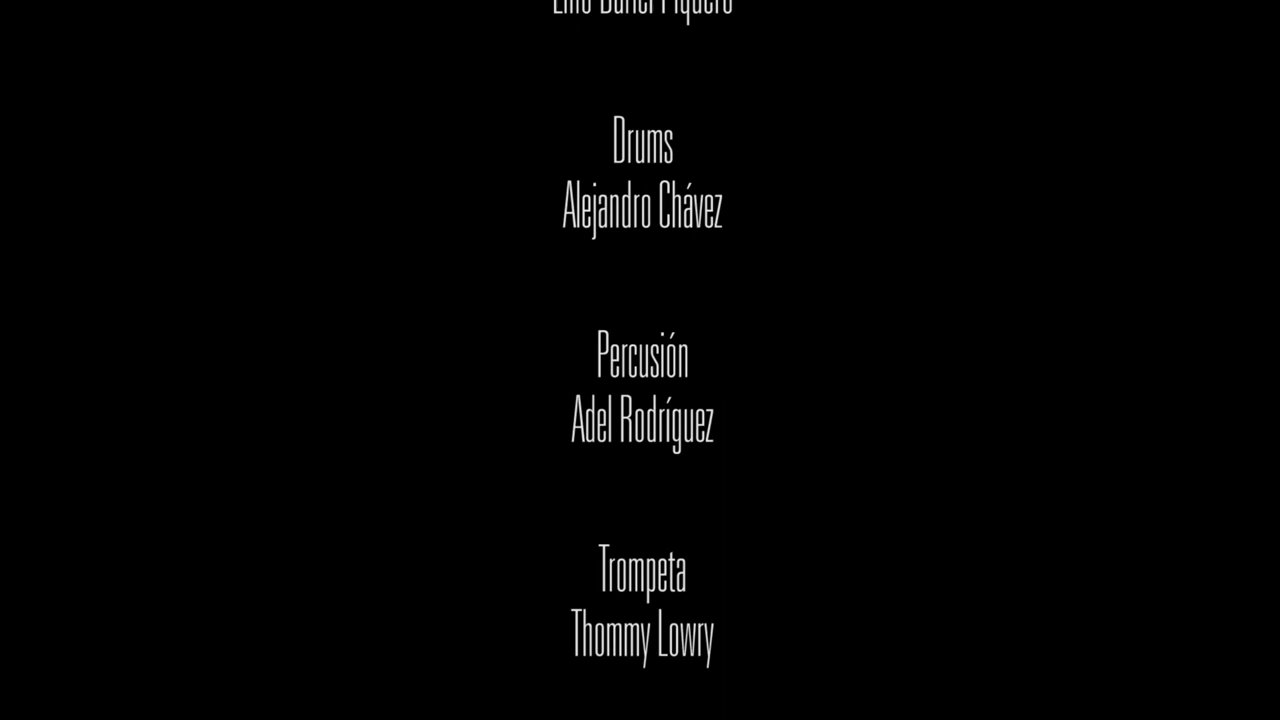 Drums
Alejandro Chávez
Percusión
Adel Rodríguez
Trompeta
Thommy Lowry